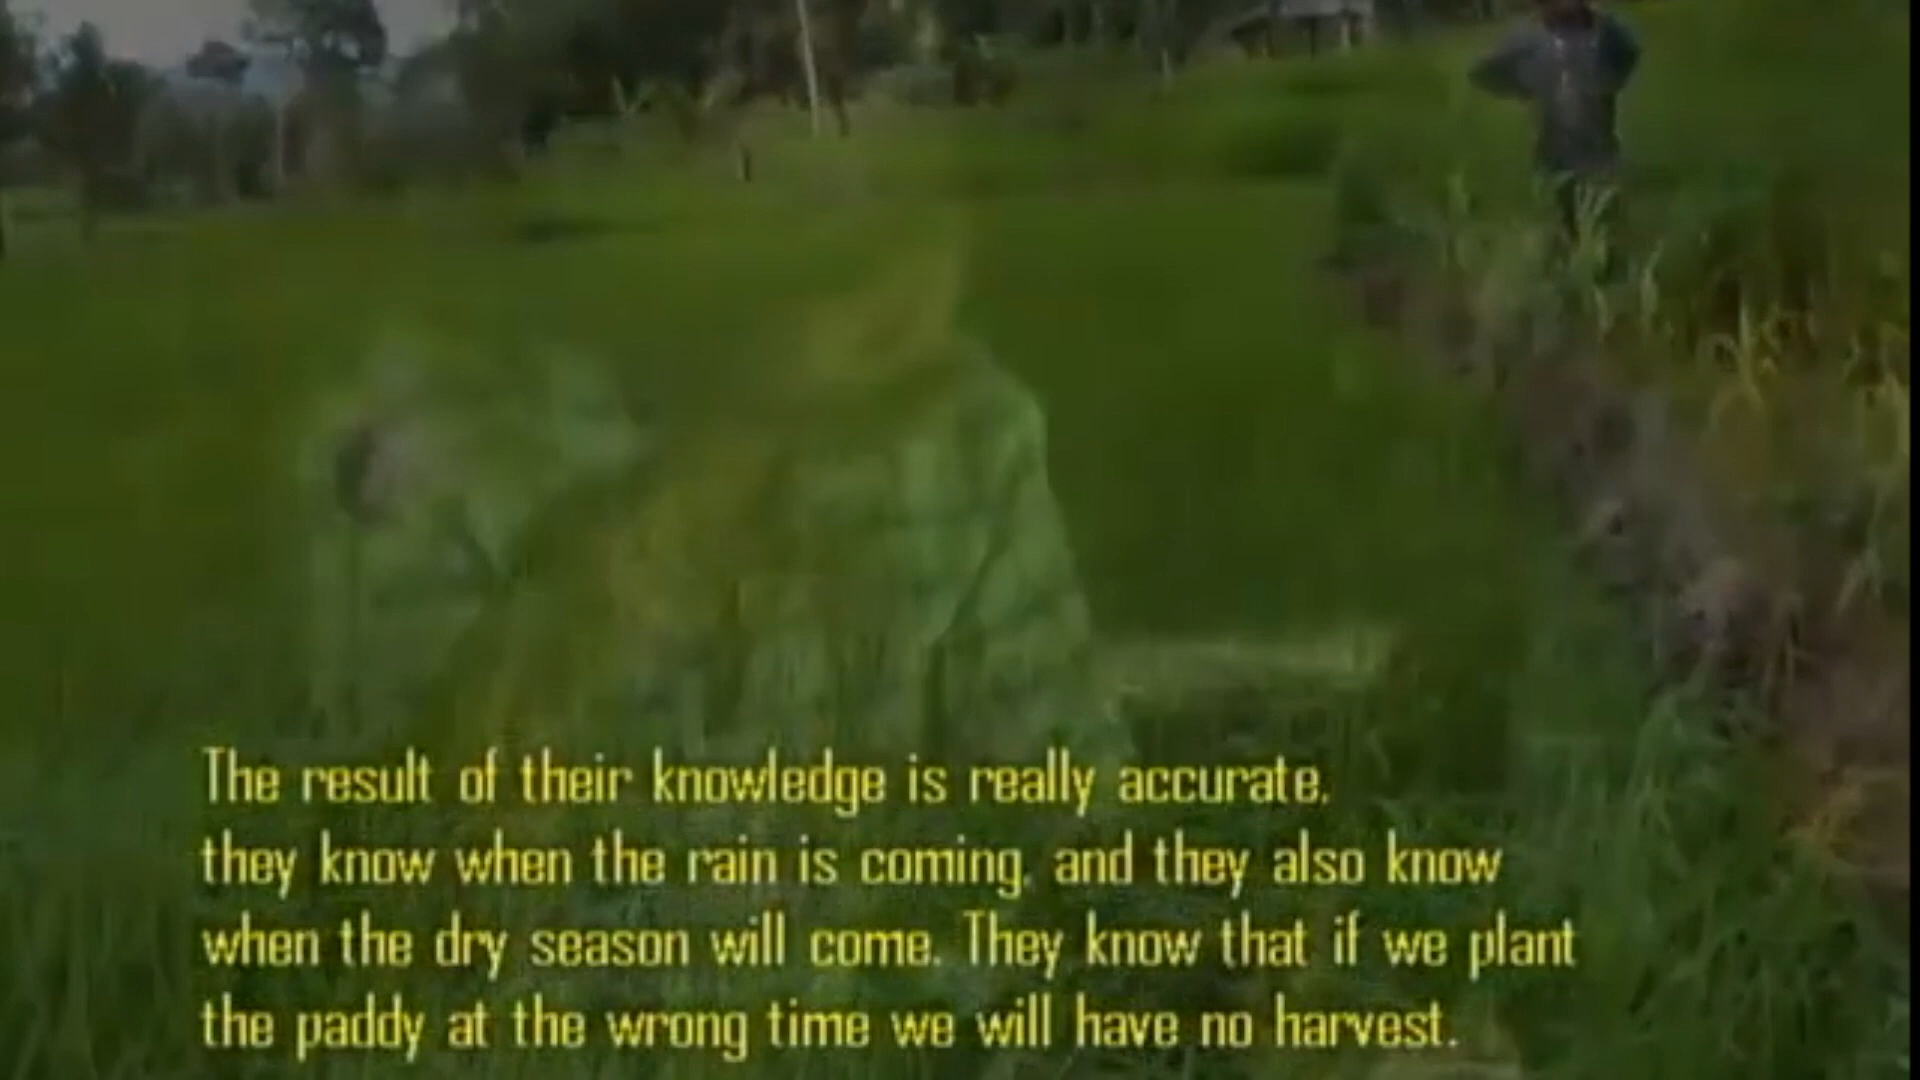 The result of their knowledge is really accurate,
they know when the rain is coming, and they also know
when the dry season will come. They know that if we plant
the paddy at the wrong time we will have no harvest.